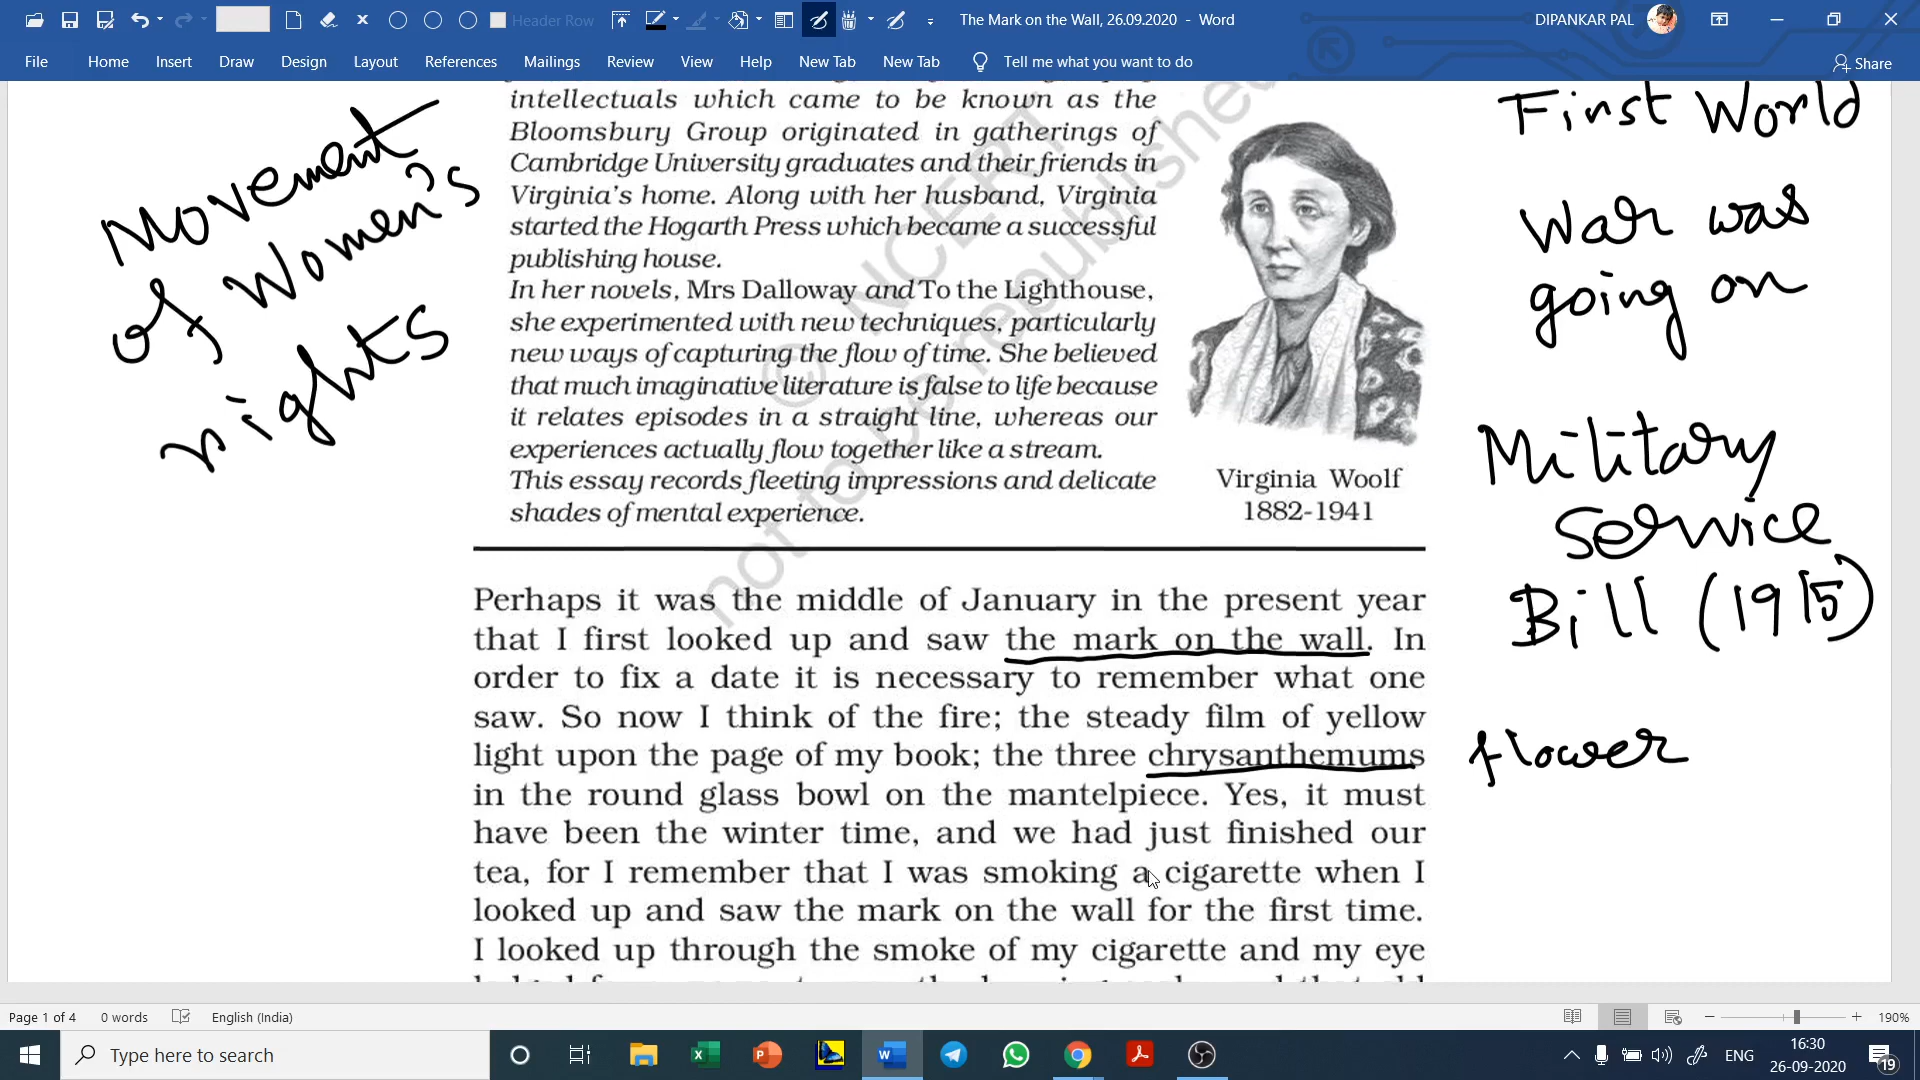 The Mark on the Wall, 26.09.2020 - Word
DIPANKAR PAL
Header Row
File Home Insert Draw Design Layout References Mailings Review View Help New Tab New Tab Tell me what you want to do
Share
intellectuals which came to be known as the
Bloomsbury Group originated in gatherings of
Cambridge University graduates and their friends in
Virginia's home. Along with her husband, Virginia
started the Hogarth Press which became a successful
publishing house.
In her novels, Mrs Dalloway and To the Lighthouse,
she experimented with new techniques, particularly
new ways of capturing the flow of time. She believed
that much imaginative literature is false to life because
it relates episodes in a straight line, whereas our
experiences actually flow together like a stream.
This essay records fleeting impressions and delicate
shades of mental experience.
© NCERT
not to be republished
Virginia Woolf
1882-1941
Movement
of Women's
rights
First World
War was
going on
Military
Service
Bill (1915)
flower
Perhaps it was the middle of January in the present year
that I first looked up and saw the mark on the wall. In
order to fix a date it is necessary to remember what one
saw. So now I think of the fire; the steady film of yellow
light upon the page of my book; the three chrysanthemums
in the round glass bowl on the mantelpiece. Yes, it must
have been the winter time, and we had just finished our
tea, for I remember that I was smoking a cigarette when I
looked up and saw the mark on the wall for the first time.
I looked up through the smoke of my cigarette and my eye
Page 1 of 4 0 words English (India)
190%
Type here to search
ENG
16:30
26-09-2020
19